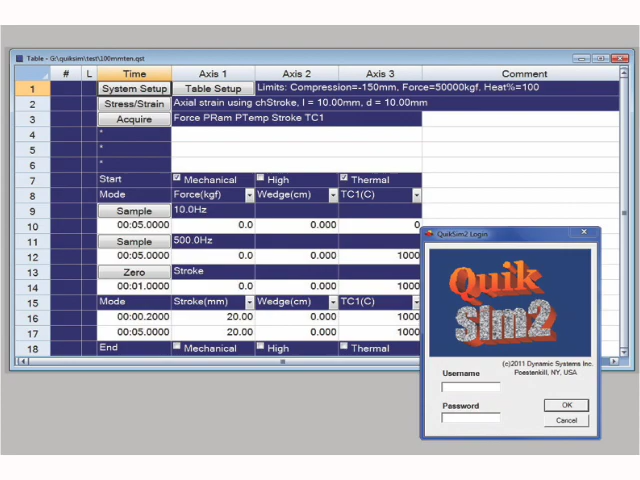 Table - G:\quiksim\test\100mmten.qst
# L Time Axis 1 Axis 2 Axis 3 Comment
1 System Setup Table Setup Limits: Compression=-150mm, Force=50000kgf, Heat%=100
2 Stress/Strain Axial strain using chStroke, l = 10.00mm, d = 10.00mm
3 Acquire Force PRam PTemp Stroke TC1
4 *
5 *
6 *
7 Start Mechanical High Thermal
8 Mode Force(kgf) Wedge(cm) TC1(C)
9 Sample 10.0Hz
10 00:05.0000 0.0 0.000 0
11 Sample 500.0Hz
12 00:05.0000 0.0 0.000 1000
13 Zero Stroke
14 00:01.0000 0.0 0.000 1000
15 Mode Stroke(mm) Wedge(cm) TC1(C)
16 00:00.2000 20.00 0.000 1000
17 00:05.0000 20.00 0.000 1000
18 End Mechanical High Thermal
QuikSim2 Login
Quik
Sim2
(c)2011 Dynamic Systems Inc.
Poestenkill, NY, USA
Username
Password
OK
Cancel